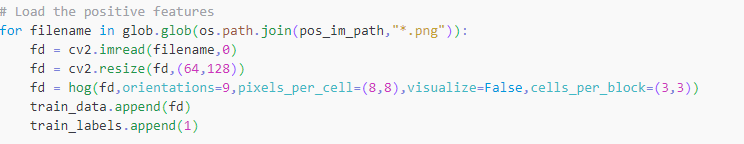 # Load the positive features
for filename in glob.glob(os.path.join(pos_im_path,"*.png")):
    fd = cv2.imread(filename,0)
    fd = cv2.resize(fd,(64,128))
    fd = hog(fd,orientations=9,pixels_per_cell=(8,8),visualize=False,cells_per_block=(3,3))
    train_data.append(fd)
    train_labels.append(1)